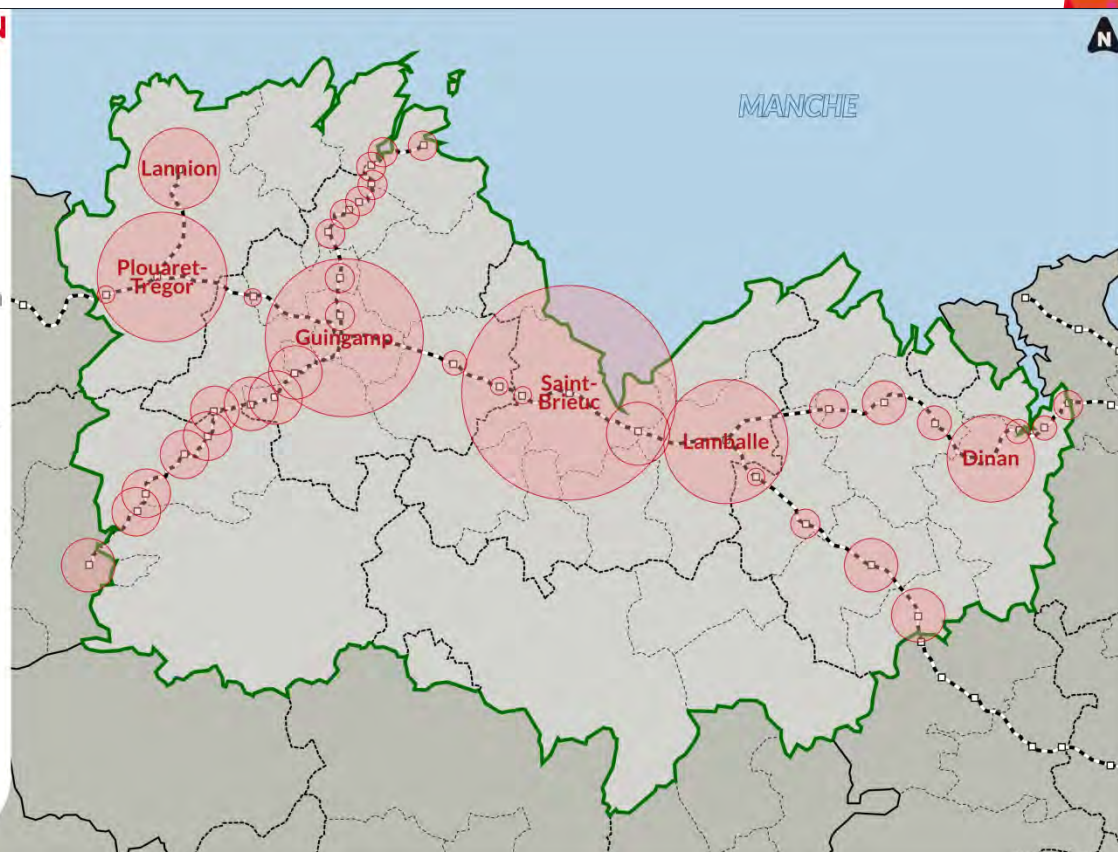 N
MANCHE
Lannion
Plouaret-
Trégor
Guingamp
Saint-
Brieuc
Lamballe
Dinan